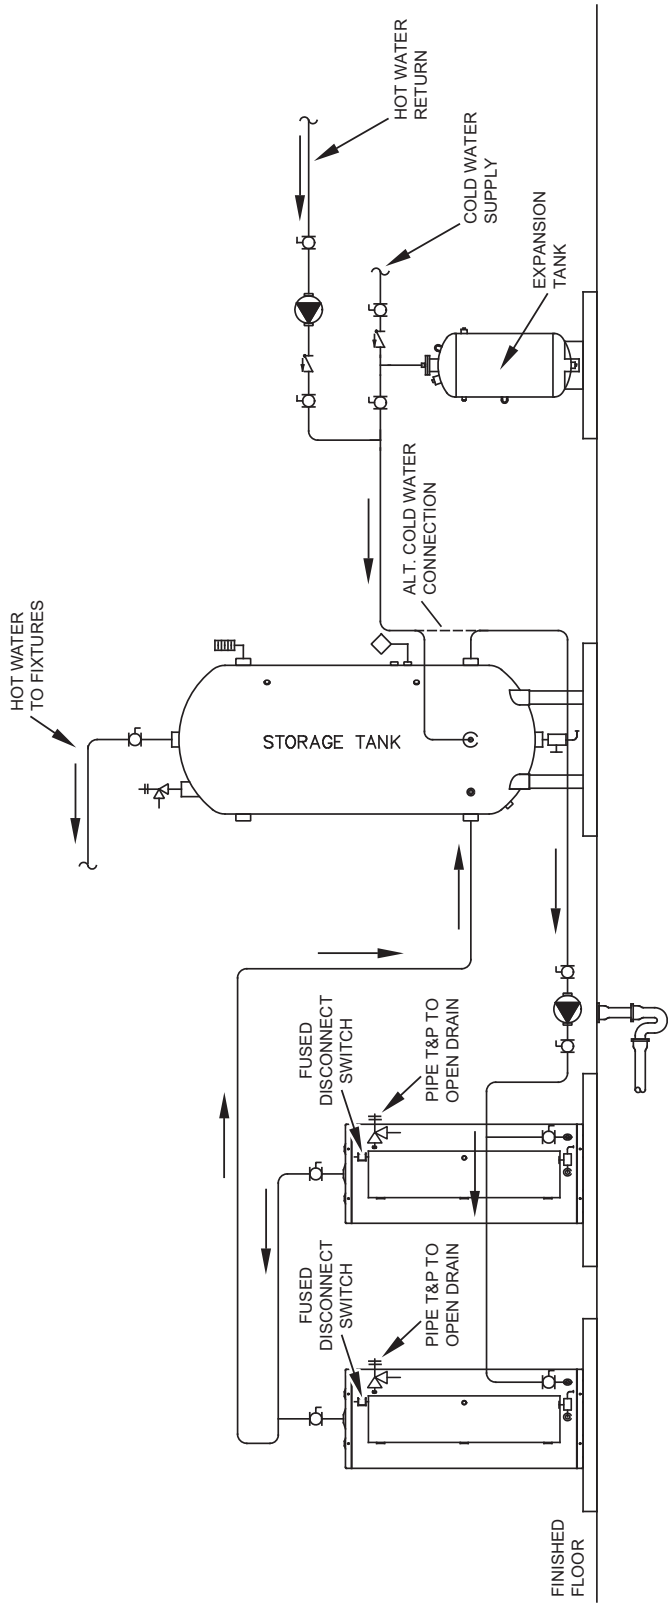 FINISHED
FLOOR
FUSED
DISCONNECT
SWITCH
PIPE T&P TO
OPEN DRAIN
FUSED
DISCONNECT
SWITCH
PIPE T&P TO
OPEN DRAIN
HOT WATER
TO FIXTURES
STORAGE TANK
ALT. COLD WATER
CONNECTION
HOT WATER
RETURN
COLD WATER
SUPPLY
EXPANSION
TANK